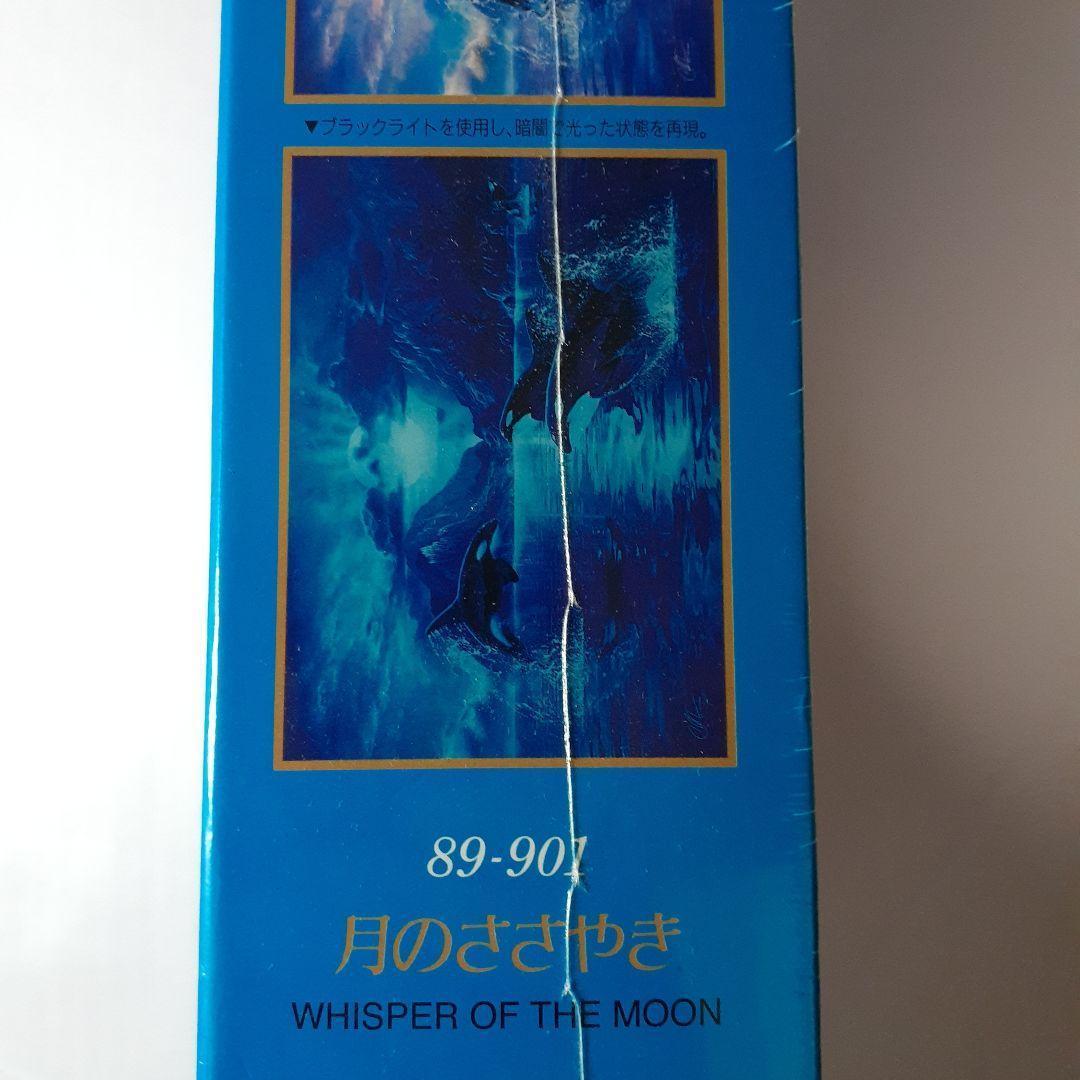 ▼ブラックライトを使用し、暗闇で光った状態を再現。
89-901
月のささやき
WHISPER OF THE MOON